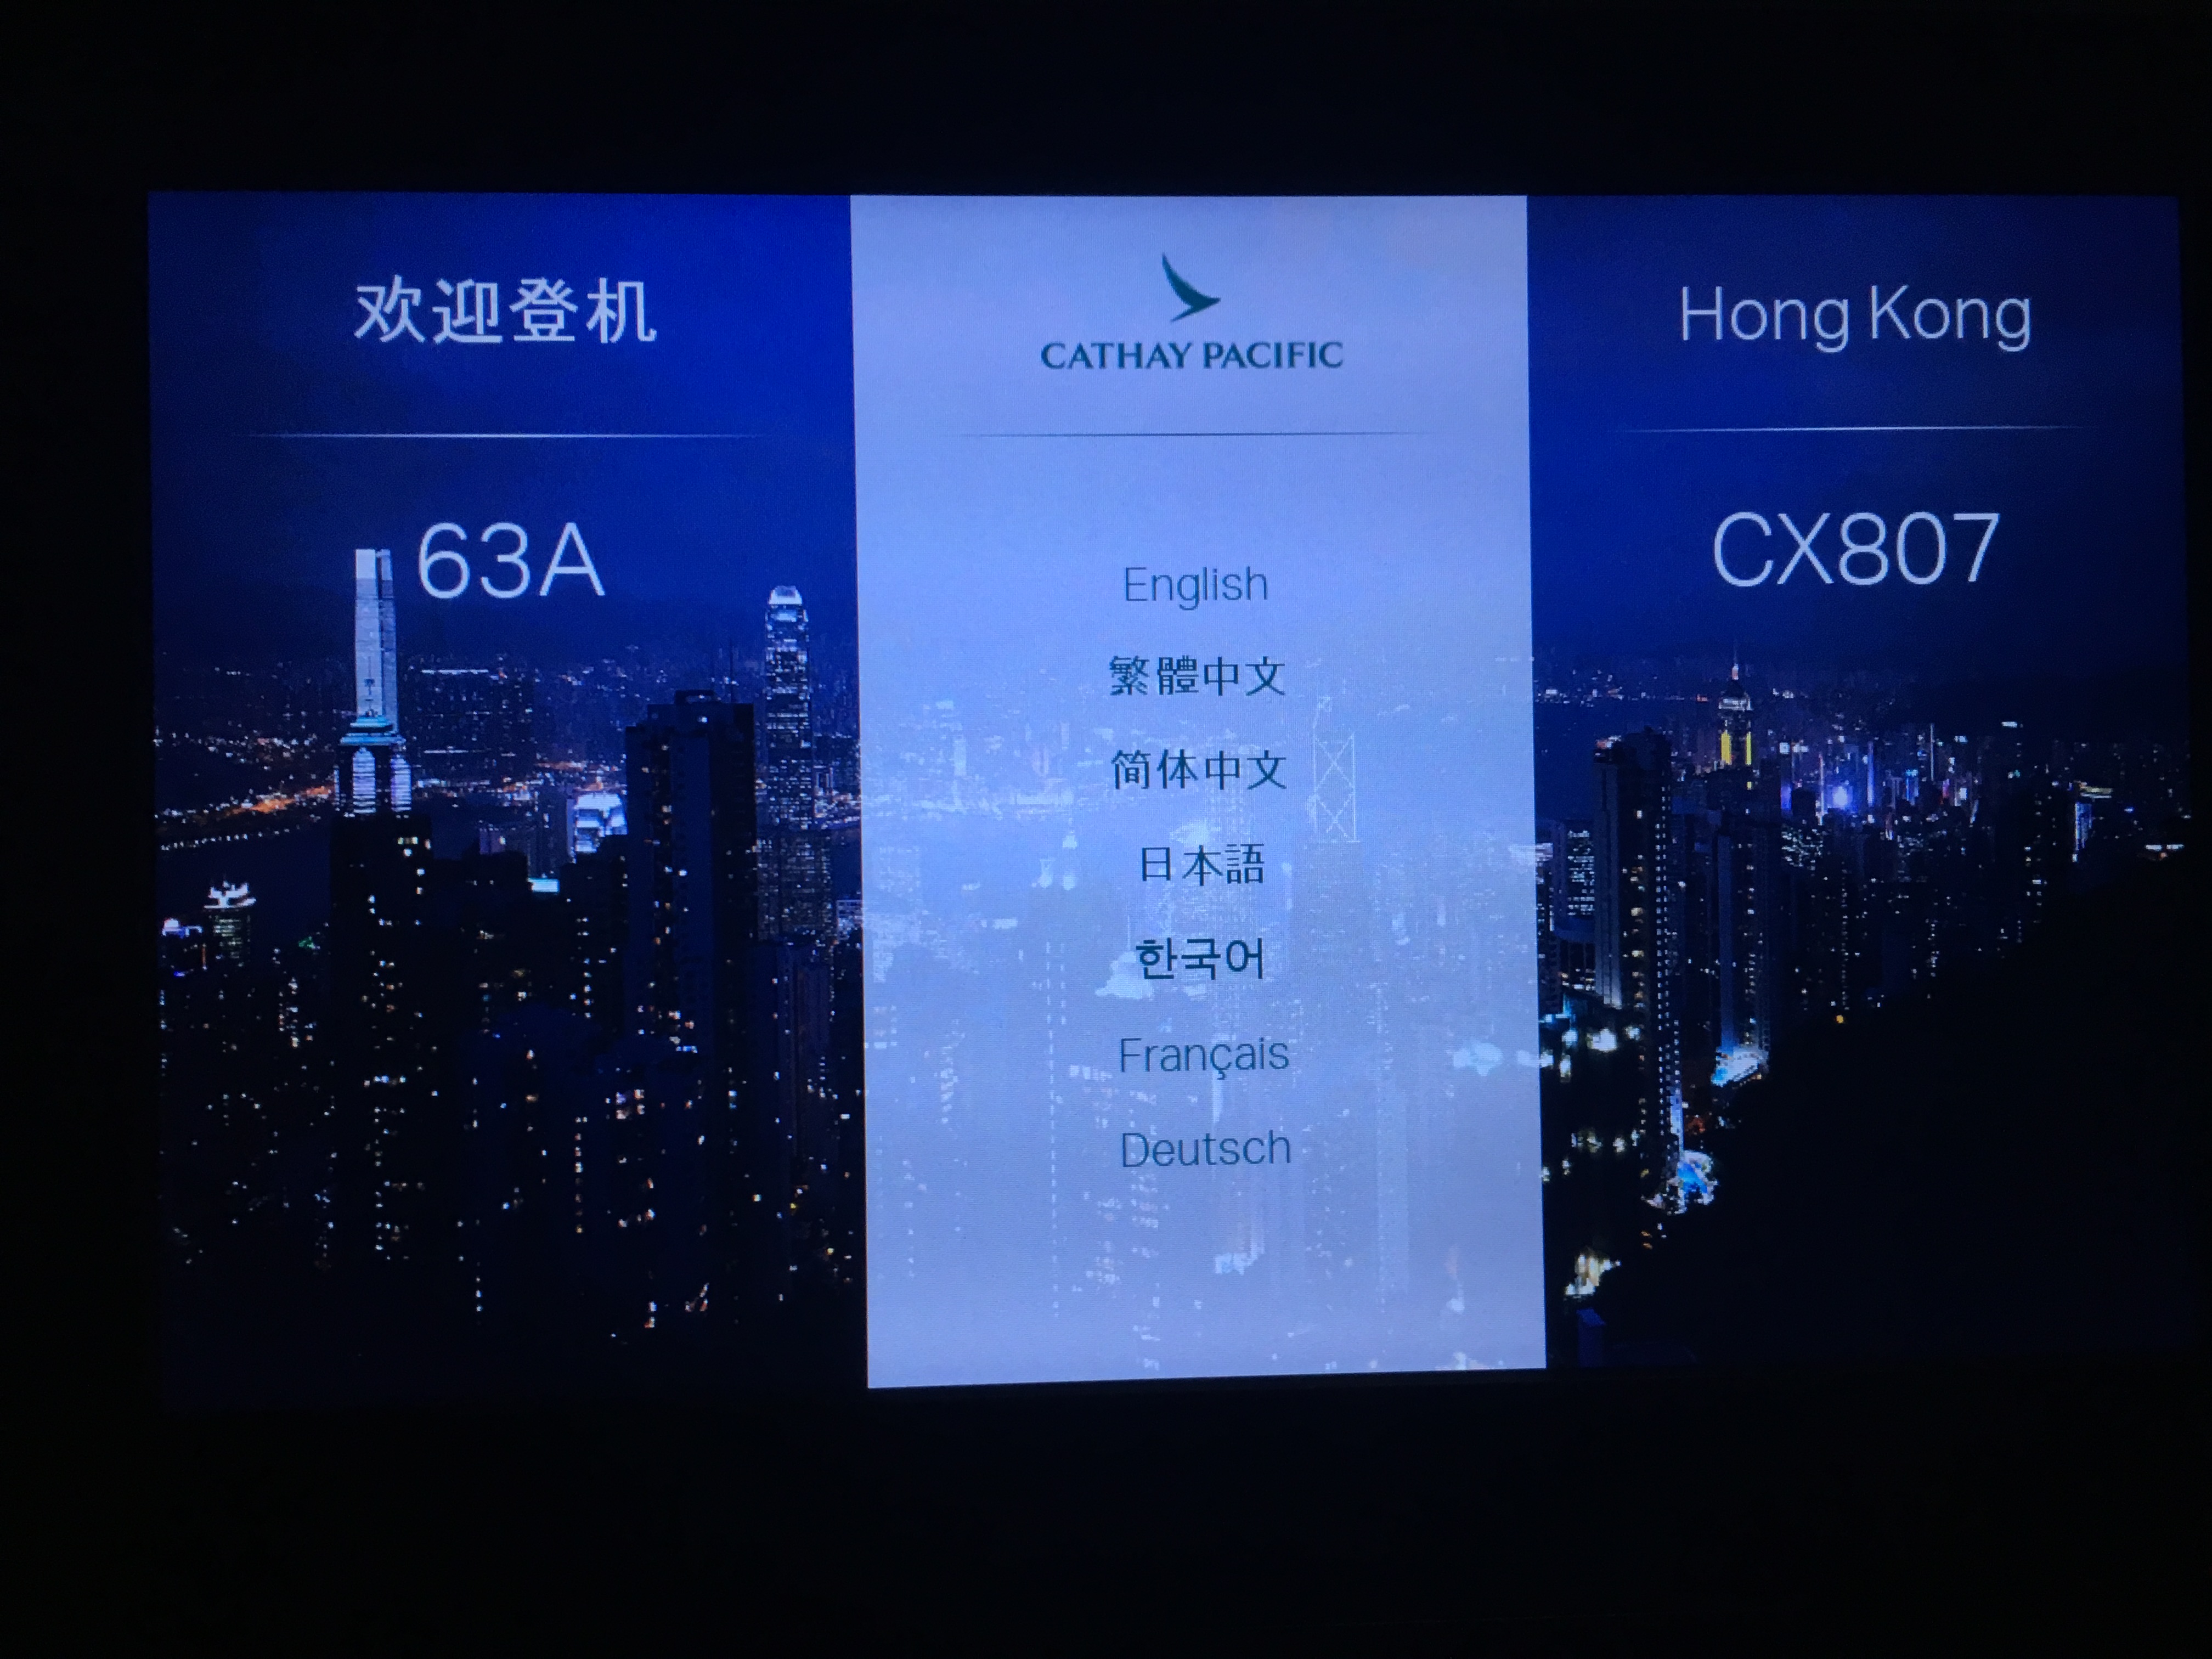 欢迎登机
63A
CATHAY PACIFIC
English
繁體中文
简体中文
日本語
한국어
Français
Deutsch
Hong Kong
CX807